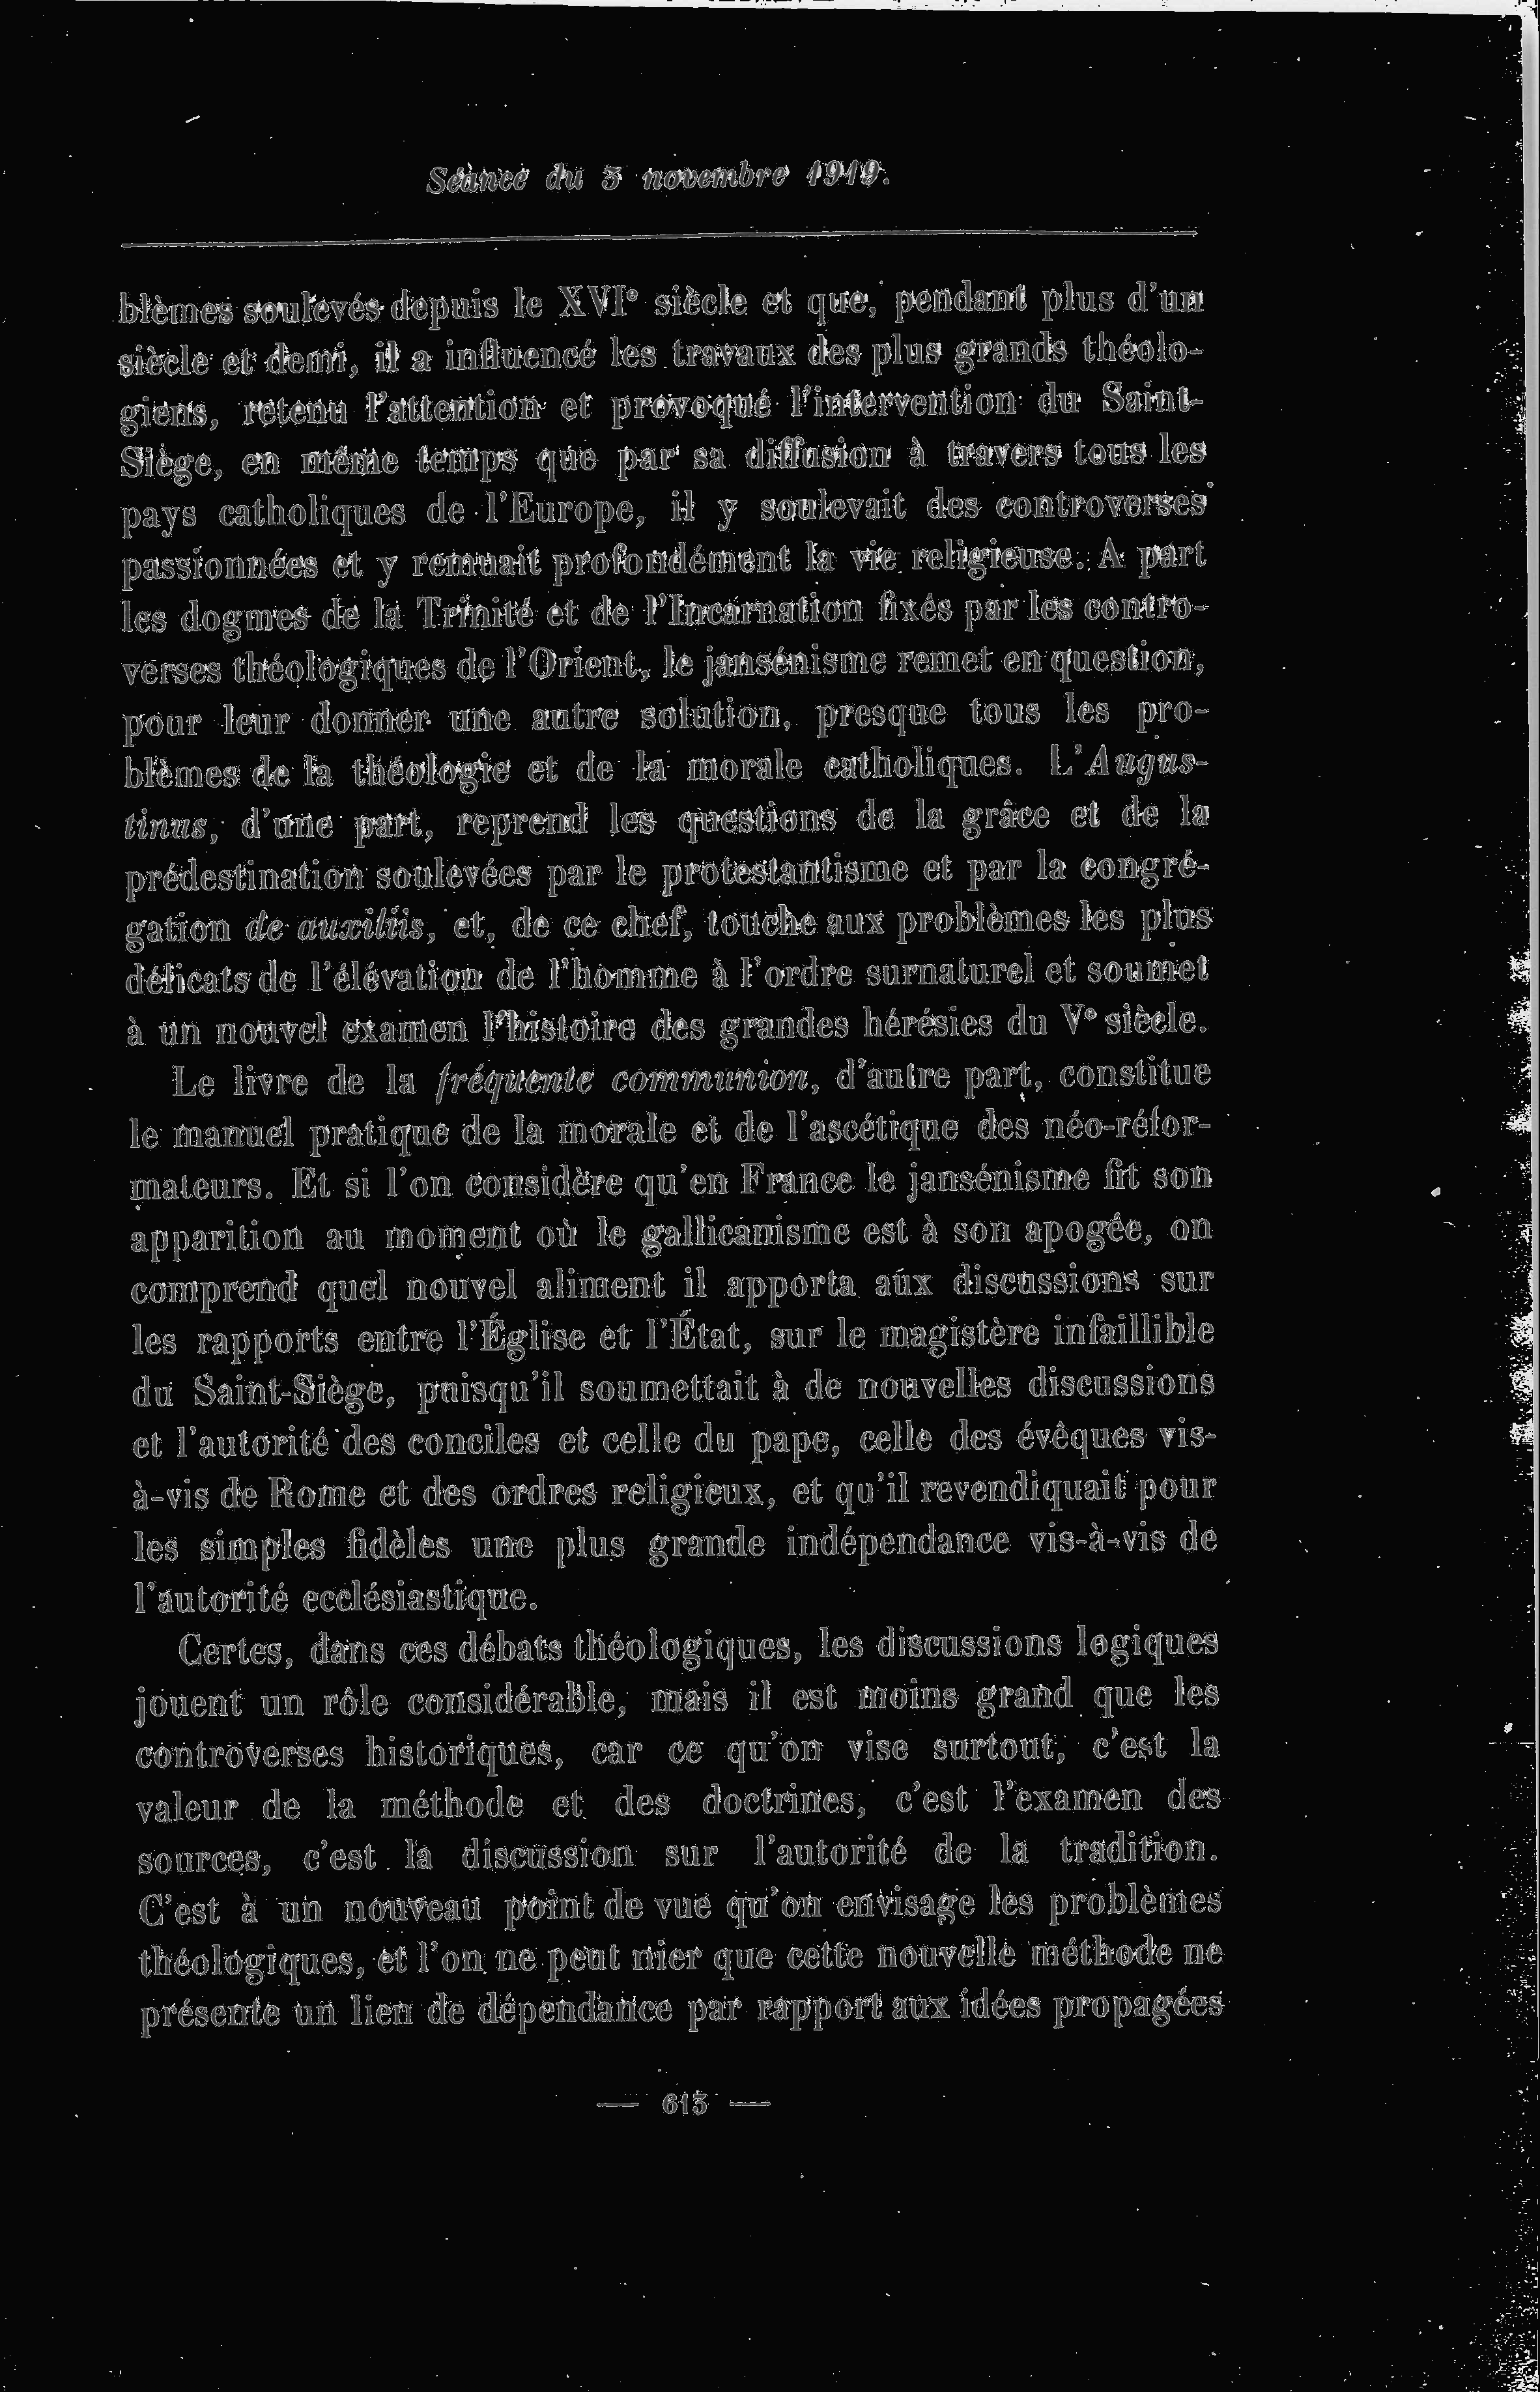 Séance du 3 novembre 1919.
blèmes soulevés depuis le XVIe siècle et que, pendant plus d'un
siècle et demi, il a influencé les travaux des plus grands théolo-
giens, retenu l'attention et provoqué l'intervention du Saint-
Siège, en même temps que par sa diffusion à travers tous les
pays catholiques de l'Europe, il y soulevait des controverses
passionnées et y remuait profondément la vie religieuse. A part
les dogmes de la Trinité et de l'Incarnation fixés par les contro-
verses théologiques de l'Orient, le jansénisme remet en question,
pour leur donner une autre solution, presque tous les pro-
blèmes de la théologie et de la morale catholiques. L'Augus-
tinus, d'une part, reprend les questions de la grâce et de la
prédestination soulevées par le protestantisme et par la congré-
gation de auxiliis, et, de ce chef, touche aux problèmes les plus
délicats de l'élévation de l'homme à l'ordre surnaturel et soumet
à un nouvel examen l'histoire des grandes hérésies du Ve siècle.
Le livre de la fréquente communion, d'autre part, constitue
le manuel pratique de la morale et de l'ascétique des néo-réfor-
mateurs. Et si l'on considère qu'en France le jansénisme fit son
apparition au moment où le gallicanisme est à son apogée, on
comprend quel nouvel aliment il apporta aux discussions sur
les rapports entre l'Église et l'État, sur le magistère infaillible
du Saint-Siège, puisqu'il soumettait à de nouvelles discussions
et l'autorité des conciles et celle du pape, celle des évêques vis-
à-vis de Rome et des ordres religieux, et qu'il revendiquait pour
les simples fidèles une plus grande indépendance vis-à-vis de
l'autorité ecclésiastique.
Certes, dans ces débats théologiques, les discussions logiques
jouent un rôle considérable, mais il est moins grand que les
controverses historiques, car ce qu'on vise surtout, c'est la
valeur de la méthode et des doctrines, c'est l'examen des
sources, c'est la discussion sur l'autorité de la tradition.
C'est à un nouveau point de vue qu'on envisage les problèmes
théologiques, et l'on ne peut nier que cette nouvelle méthode ne
présente un lien de dépendance par rapport aux idées propagées
— 613 —